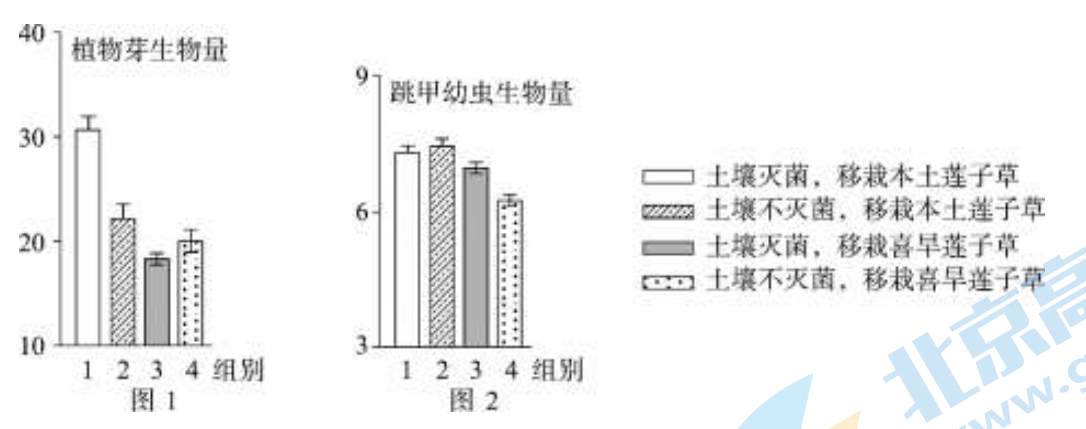 40
植物芽生物量
30
20
10
1 2 3 4 组别
图 1
9
跳甲幼虫生物量
6
3
1 2 3 4 组别
图 2
土壤灭菌，移栽本土莲子草
土壤不灭菌，移栽本土莲子草
土壤灭菌，移栽喜旱莲子草
土壤不灭菌，移栽喜旱莲子草
北京高
www.g